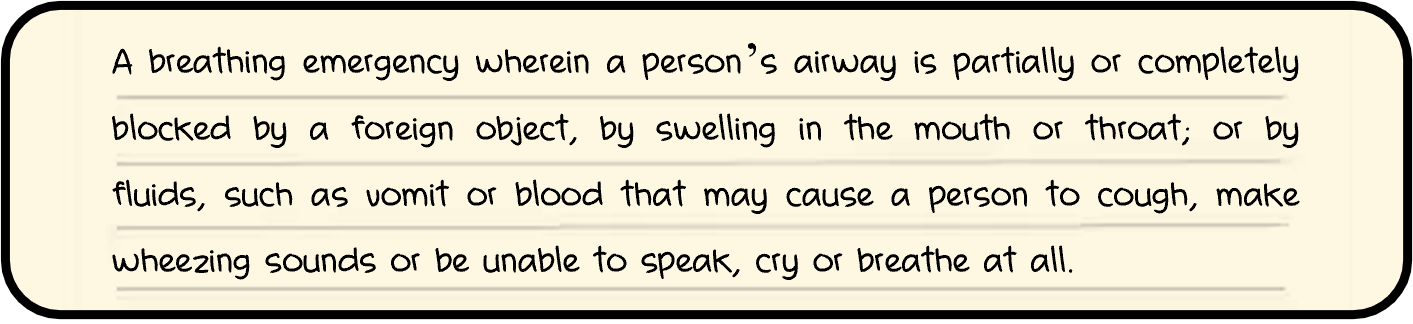 A breathing emergency wherein a person's airway is partially or completely
blocked by a foreign object, by swelling in the mouth or throat; or by
fluids, such as vomit or blood that may cause a person to cough, make
wheezing sounds or be unable to speak, cry or breathe at all.